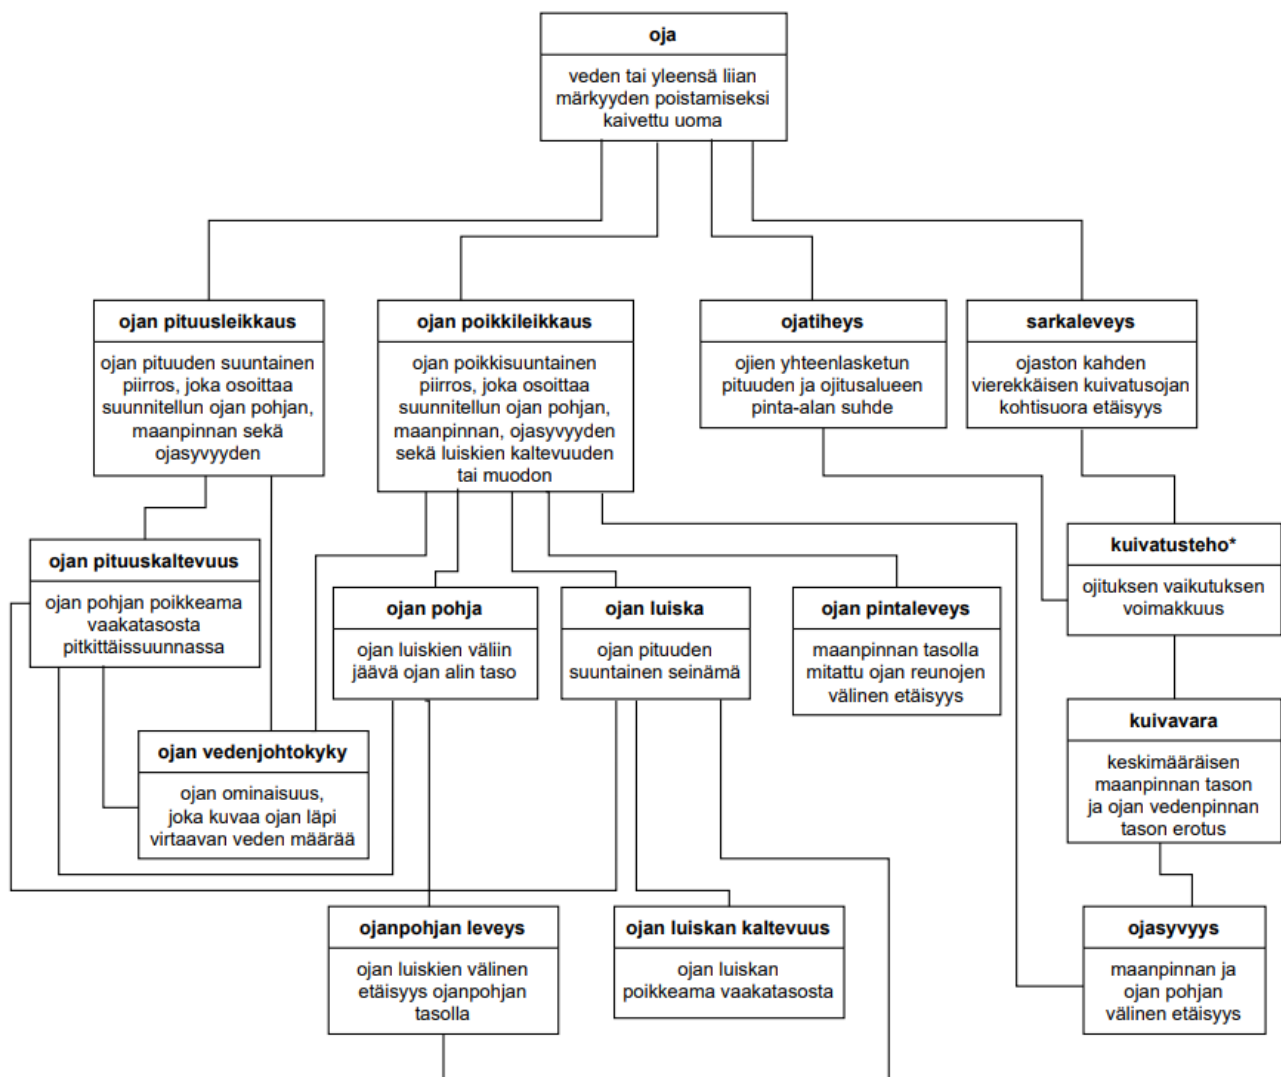 oja
veden tai yleensä liian
märkyyden poistamiseksi
kaivettu uoma
ojan pituusleikkaus
ojan pituuden suuntainen
piirros, joka osoittaa
suunnitellun ojan pohjan,
maanpinnan sekä
ojasyvyyden
ojan poikkileikkaus
ojan poikkisuuntainen
piirros, joka osoittaa
suunnitellun ojan pohjan,
maanpinnan, ojasyvyyden
sekä luiskien kaltevuuden
tai muodon
ojatiheys
ojien yhteenlasketun
pituuden ja ojitusalueen
pinta-alan suhde
sarkaleveys
ojaston kahden
vierekkäisen kuivatusojan
kohtisuora etäisyys
ojan pituuskaltevuus
ojan pohjan poikkeama
vaakatasosta
pitkittäissuunnassa
kuivatusteho*
ojituksen vaikutuksen
voimakkuus
ojan pohja
ojan luiskien väliin
jäävä ojan alin taso
ojan luiska
ojan pituuden
suuntainen seinämä
ojan pintaleveys
maanpinnan tasolla
mitattu ojan reunojen
välinen etäisyys
kuivavara
keskimääräisen
maanpinnan tason
ja ojan vedenpinnan
tason erotus
ojan vedenjohtokyky
ojan ominaisuus,
joka kuvaa ojan läpi
virtaavan veden määrää
ojanpohjan leveys
ojan luiskien välinen
etäisyys ojanpohjan
tasolla
ojan luiskan kaltevuus
ojan luiskan
poikkeama vaakatasosta
ojasyvyys
maanpinnan ja
ojan pohjan
välinen etäisyys